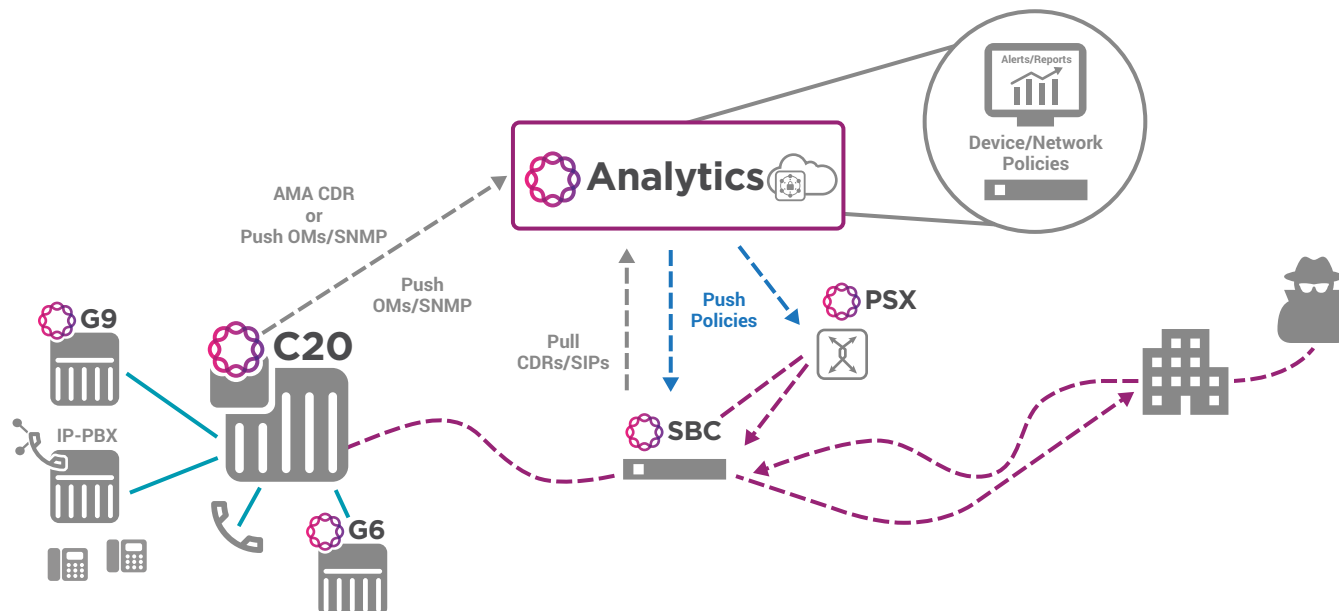 Alerts/Reports
Device/Network
Policies
Analytics
AMA CDR
or
Push OMs/SNMP
Push
OMs/SNMP
Push
Policies
PSX
G9
C20
Pull
CDRs/SIPs
IP-PBX
SBC
G6